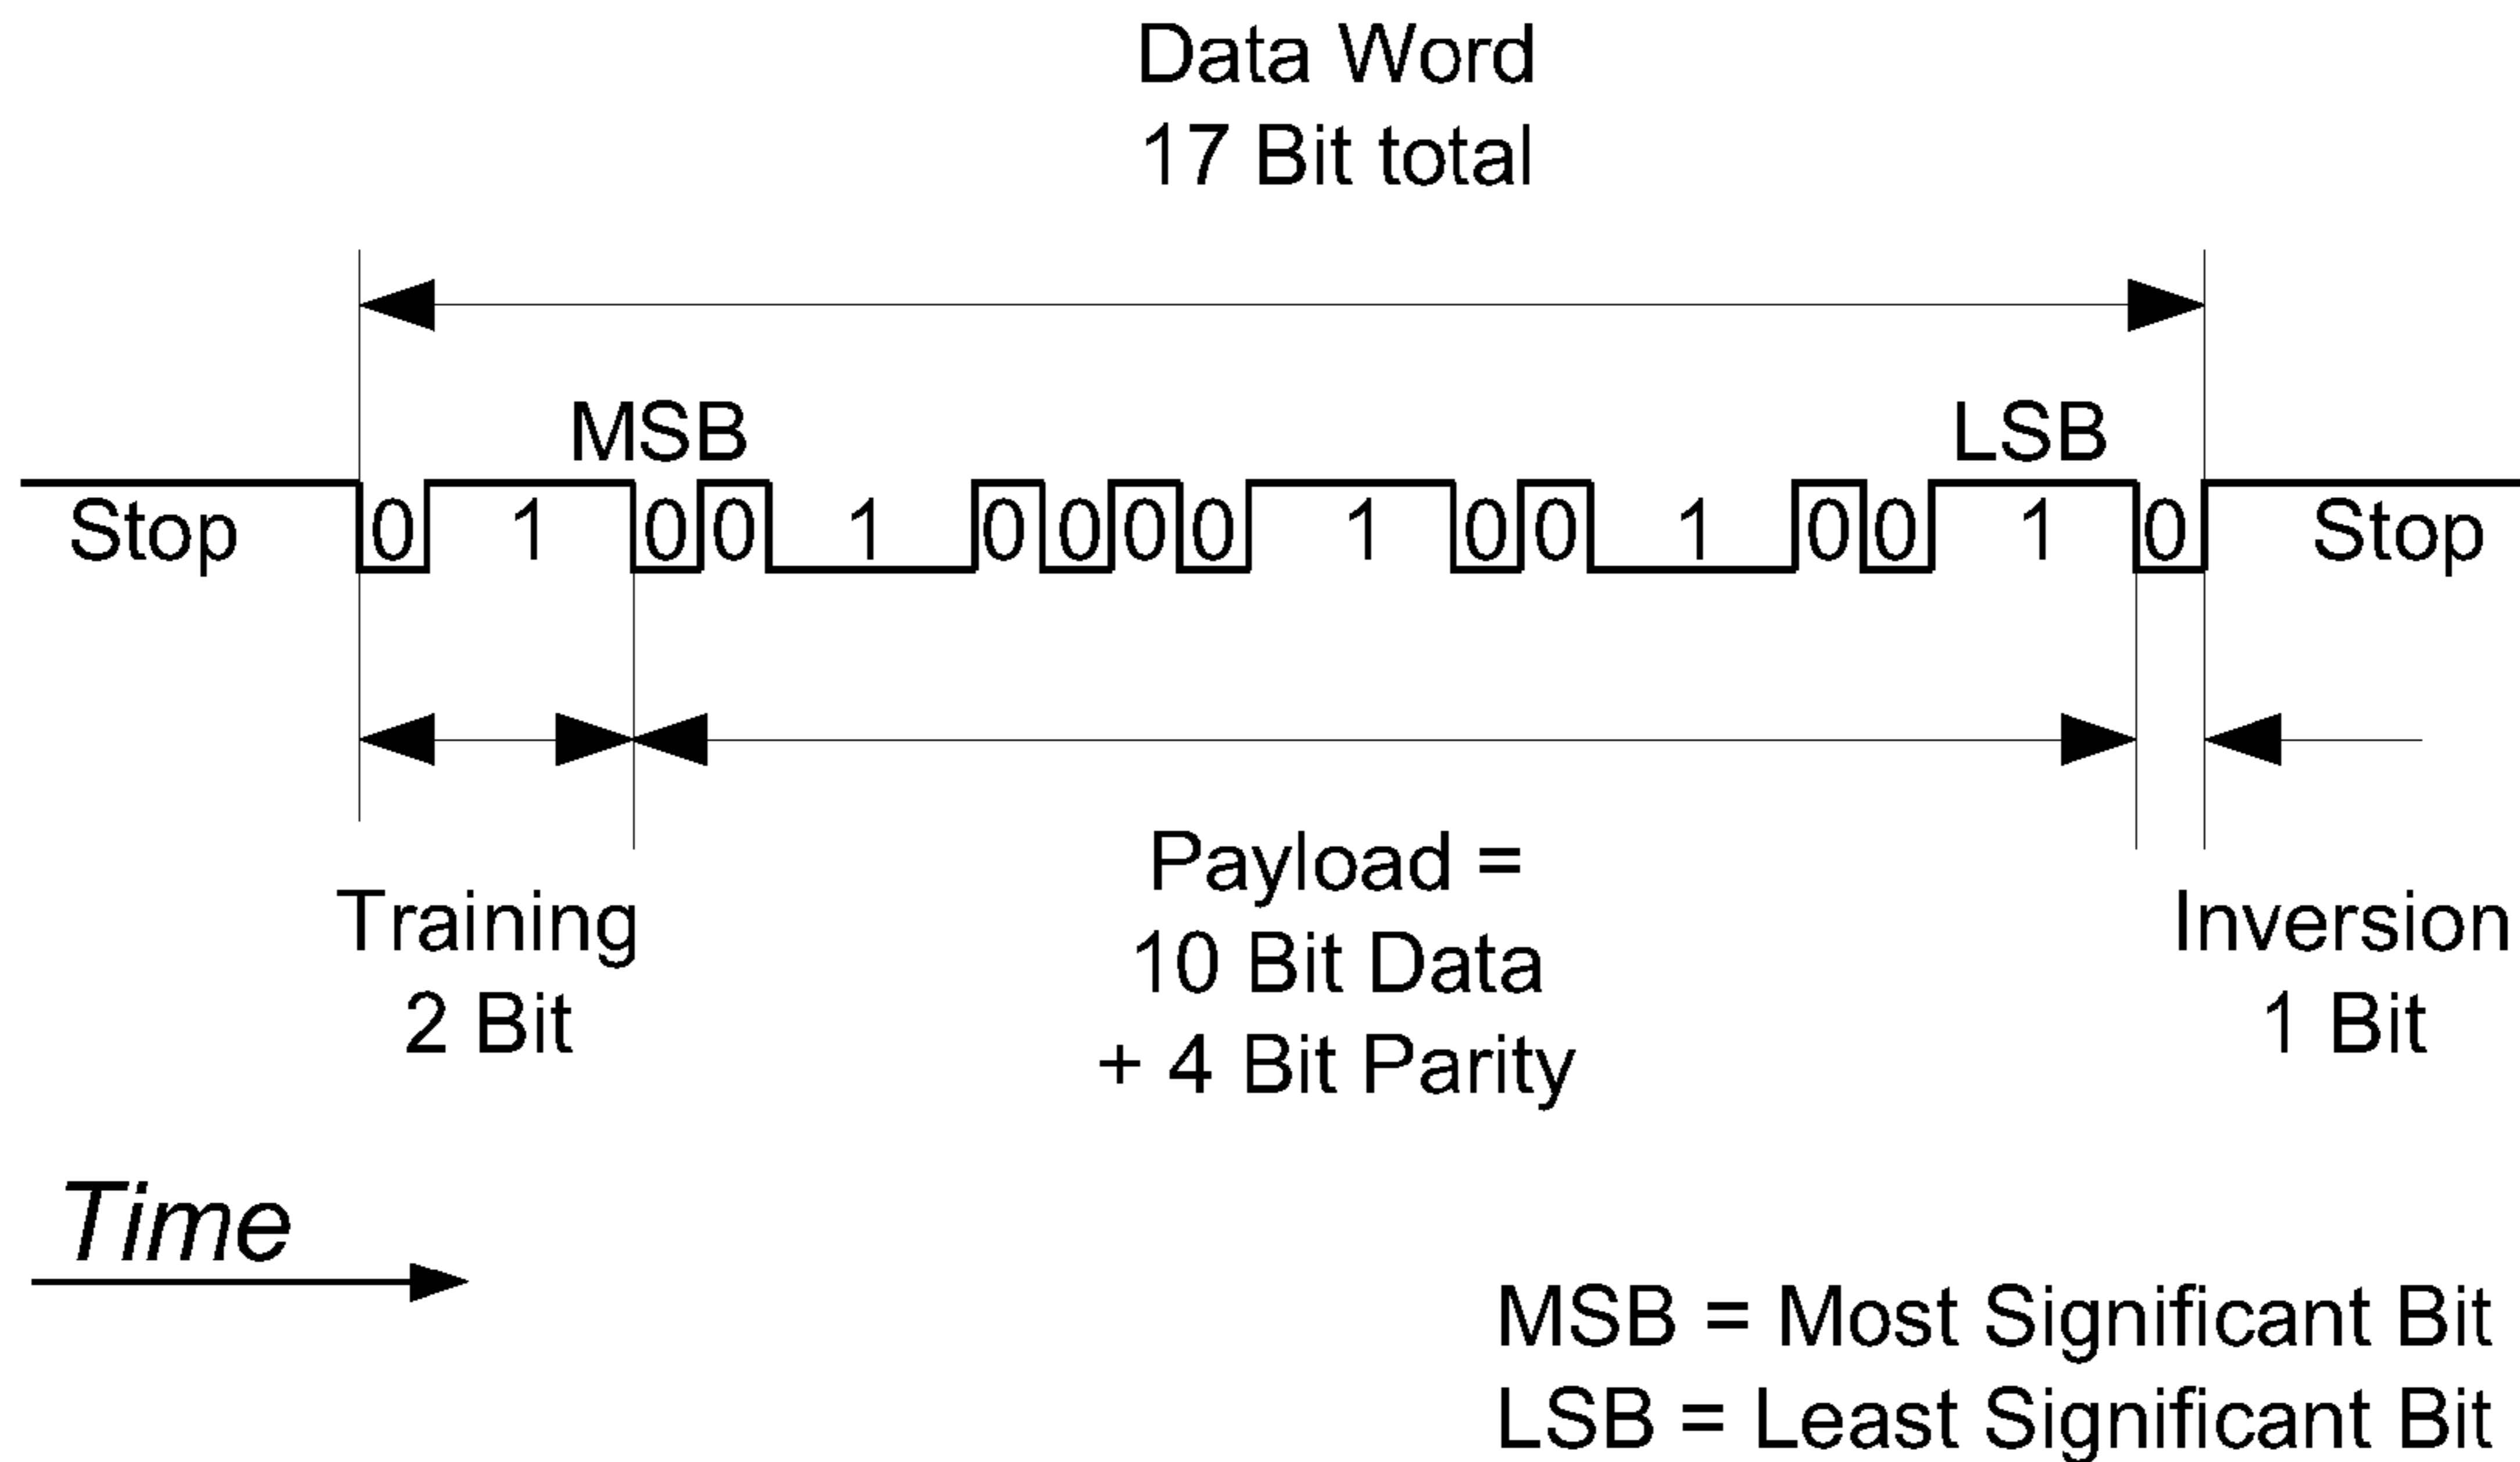 Data Word
17 Bit total
MSB LSB
Stop 0 1 0 0 1 0 0 0 0 1 0 0 1 0 0 1 0 Stop
Training
2 Bit
Payload =
10 Bit Data
+ 4 Bit Parity
Inversion
1 Bit
Time
MSB = Most Significant Bit
LSB = Least Significant Bit